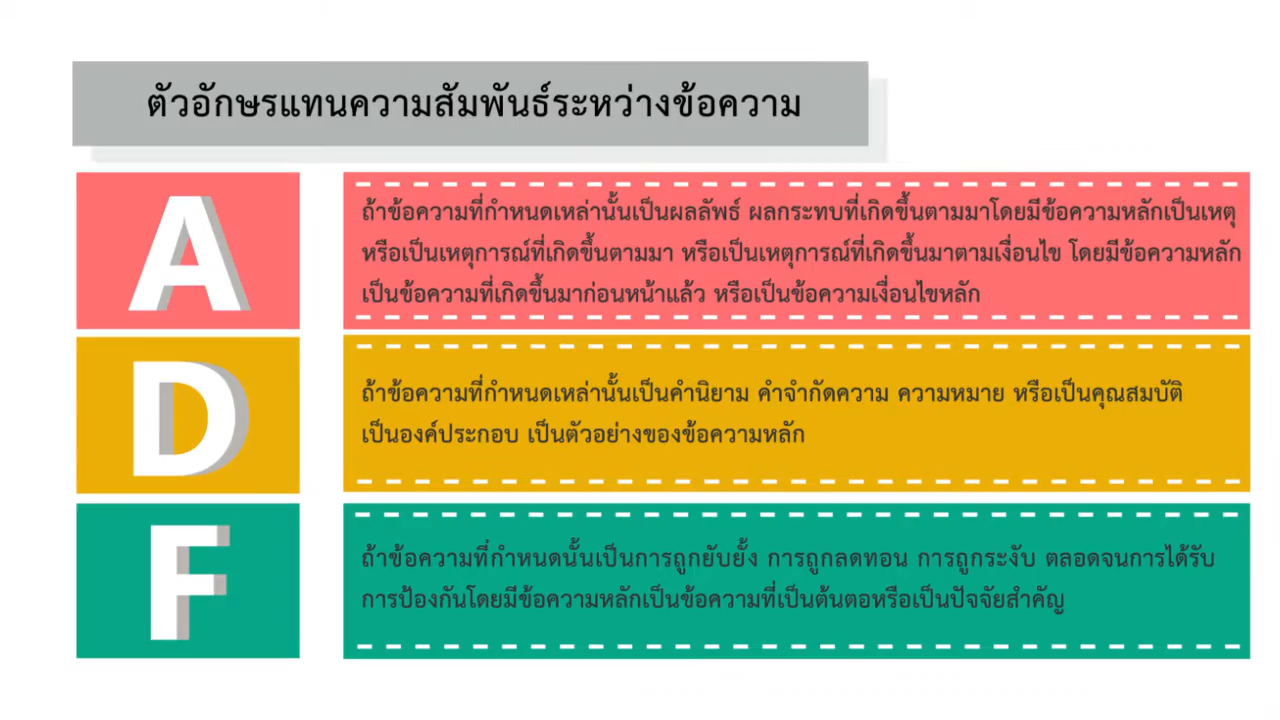 ตัวอักษรแทนความสัมพันธ์ระหว่างข้อความ
A
ถ้าข้อความที่กำหนดเหล่านั้นเป็นผลลัพธ์ ผลกระทบที่เกิดขึ้นตามมาโดยมีข้อความหลักเป็นเหตุ
หรือเป็นเหตุการณ์ที่เกิดขึ้นตามมา หรือเป็นเหตุการณ์ที่เกิดขึ้นมาตามเงื่อนไข โดยมีข้อความหลัก
เป็นข้อความที่เกิดขึ้นมาก่อนหน้าแล้ว หรือเป็นข้อความเงื่อนไขหลัก
D
ถ้าข้อความที่กำหนดเหล่านั้นเป็นคำนิยาม คำจำกัดความ ความหมาย หรือเป็นคุณสมบัติ
เป็นองค์ประกอบ เป็นตัวอย่างของข้อความหลัก
F
ถ้าข้อความที่กำหนดนั้นเป็นการถูกยับยั้ง การถูกลดทอน การถูกระงับ ตลอดจนการได้รับ
การป้องกันโดยมีข้อความหลักเป็นข้อความที่เป็นต้นตอหรือเป็นปัจจัยสำคัญ